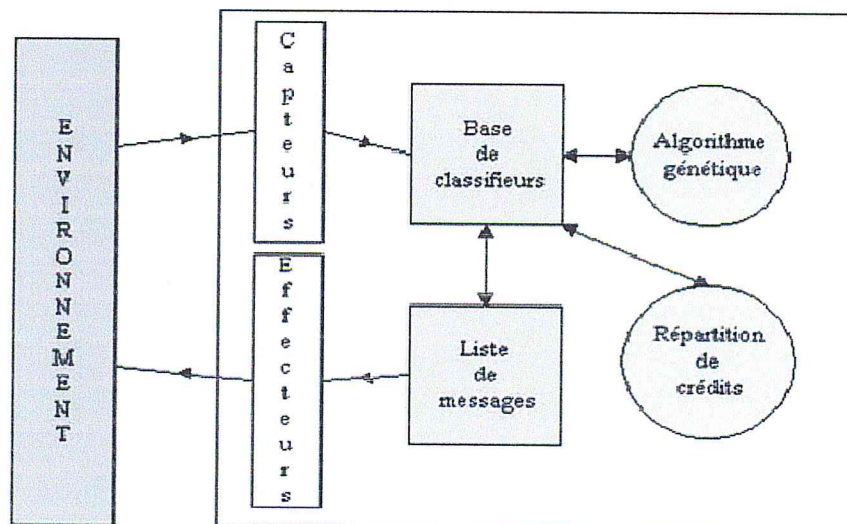 ENVIRONNEMENT
Capteurs
Effecteurs
Base
de
classifieurs
Algorithme
génétique
Liste
de
messages
Répartition
de
crédits